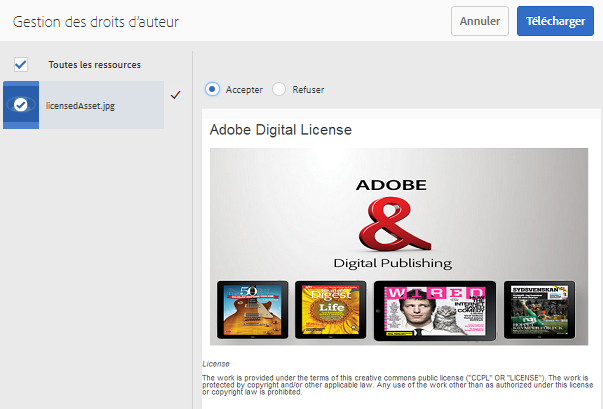 Gestion des droits d'auteur
Annuler
Télécharger
Toutes les ressources
licensedAsset.jpg
Accepter
Refuser
Adobe Digital License
ADOBE
&
Digital Publishing
50
Digest
Life
WIRED
THE
INTERNET
SAVED
COMEDY
SYDSVENSKAN
License
The work is provided under the terms of this creative commons public license ("CCPL" OR "LICENSE"). The work is
protected by copyright and/or other applicable law. Any use of the work other than as authorized under this license
or copyright law is prohibited.